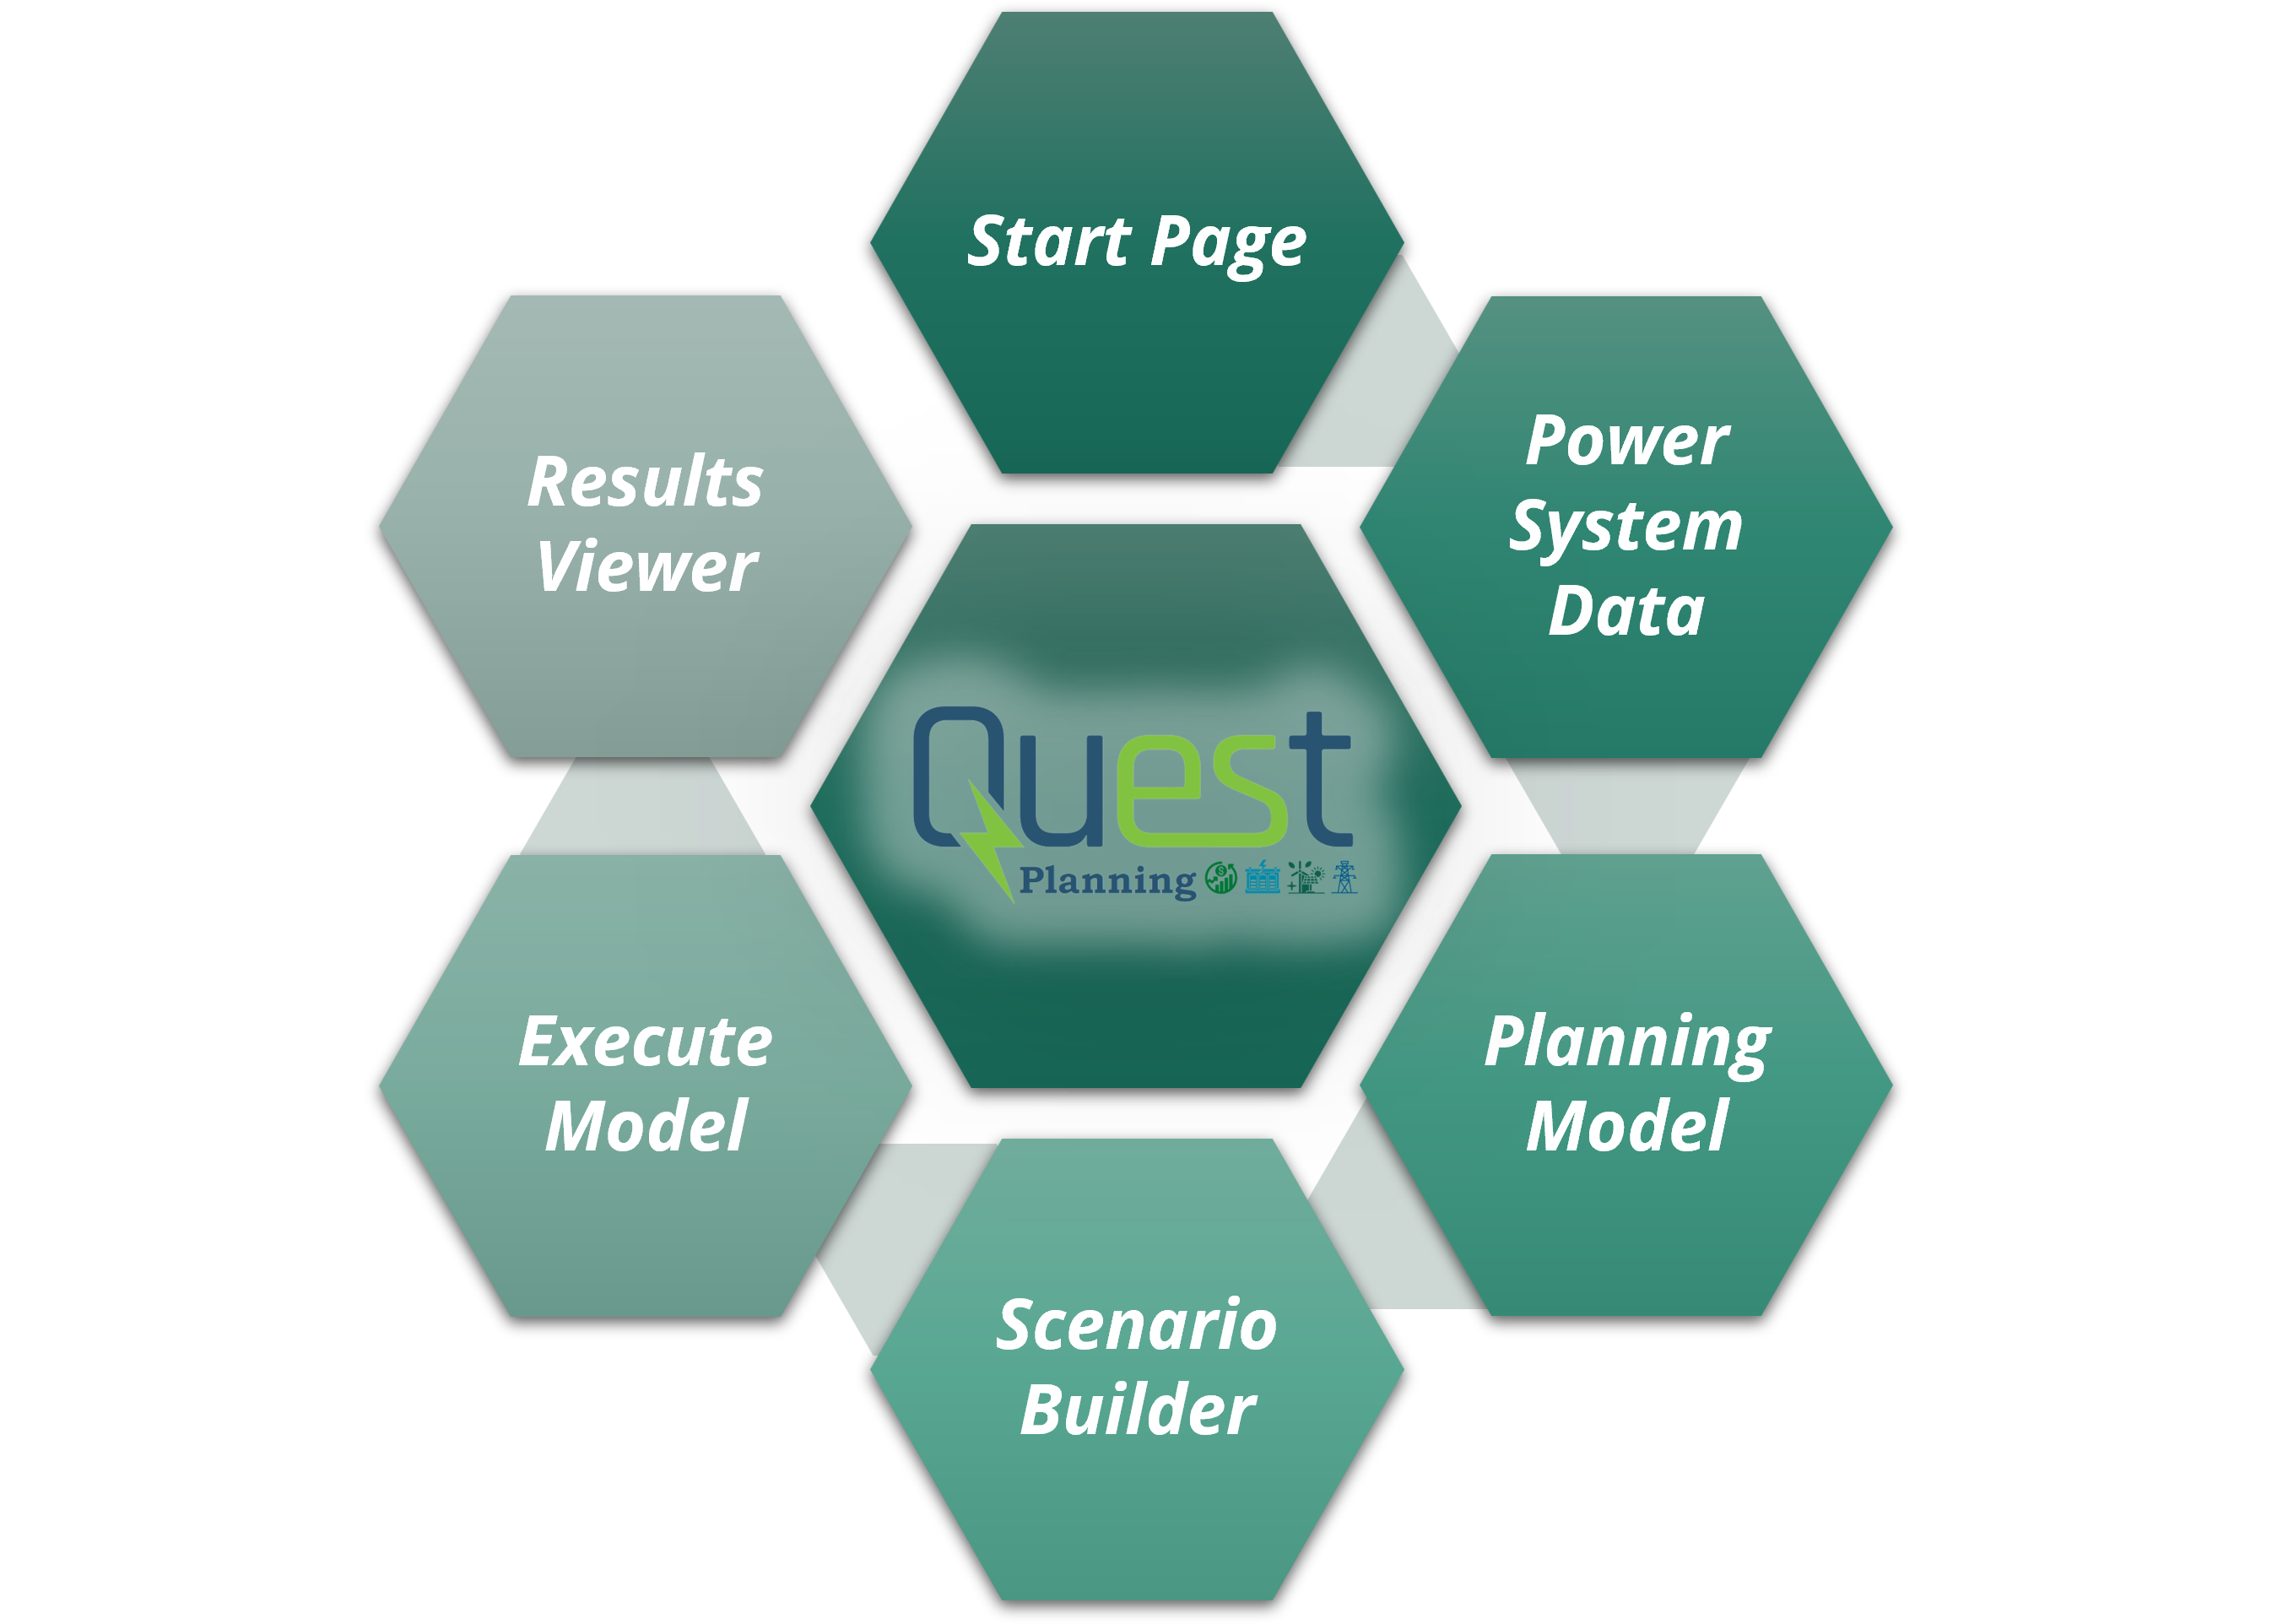 Start Page
Power
System
Data
Planning
Model
Scenario
Builder
Execute
Model
Results
Viewer
Quest
Planning